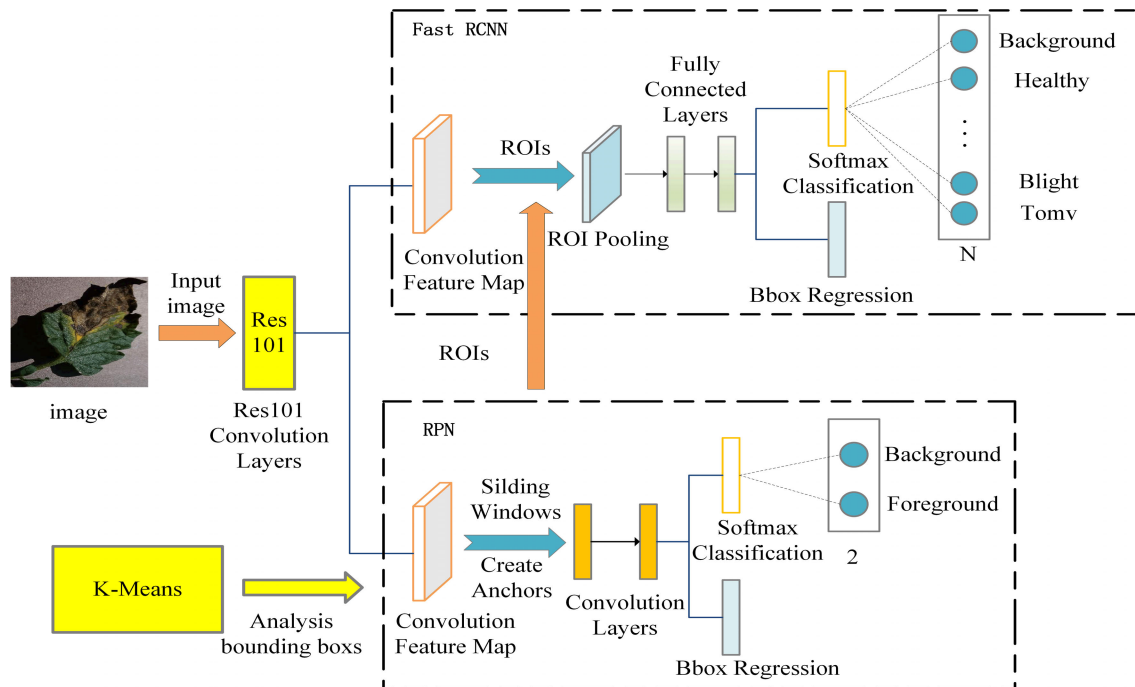 Fast RCNN
Background
Healthy
Fully
Connected
Layers
ROIs
Softmax
Classification
Blight
Tomv
N
ROI Pooling
Convolution
Feature Map
Bbox Regression
Input
image
Res
101
image
Res101
Convolution
Layers
ROIs
RPN
Background
Foreground
Silding
Windows
Create
Anchors
Softmax
Classification
2
Convolution
Layers
Convolution
Feature Map
Bbox Regression
K-Means
Analysis
bounding boxs